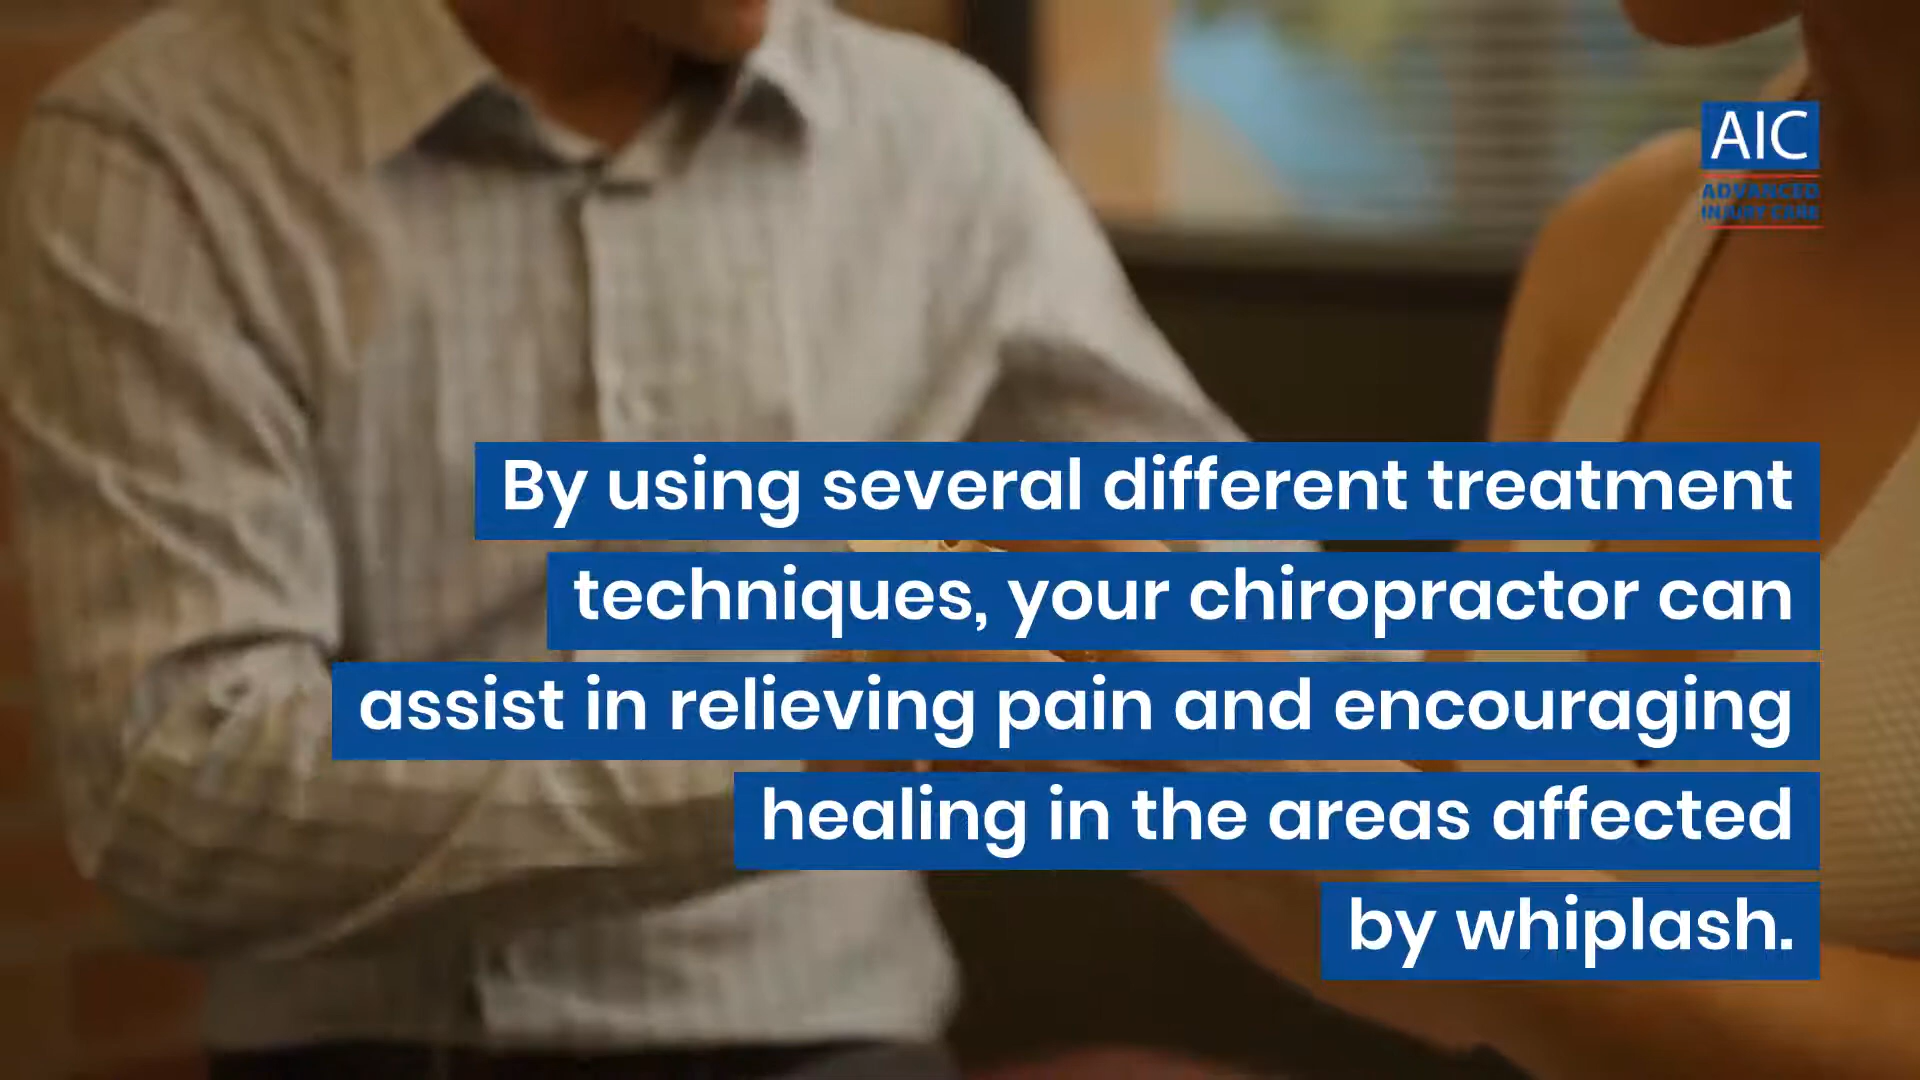 AIC
ADVANCED
INJURY CARE
By using several different treatment
techniques, your chiropractor can
assist in relieving pain and encouraging
healing in the areas affected
by whiplash.